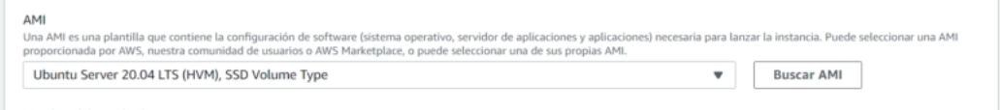 AMI
Una AMI es una plantilla que contiene la configuración de software (sistema operativo, servidor de aplicaciones y aplicaciones) necesaria para lanzar la instancia. Puede seleccionar una AMI
proporcionada por AWS, nuestra comunidad de usuarios o AWS Marketplace, o puede seleccionar una de sus propias AMI.
Ubuntu Server 20.04 LTS (HVM), SSD Volume Type
Buscar AMI